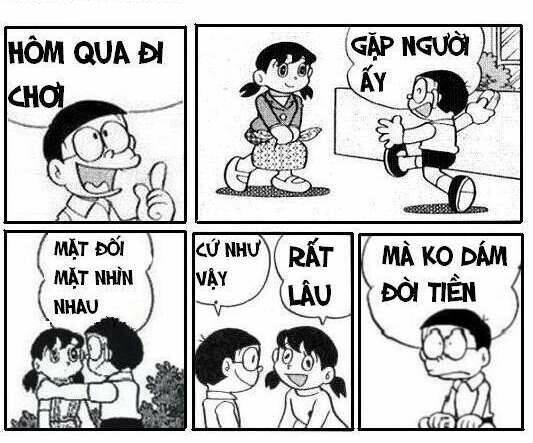 HÔM QUA ĐI
CHƠI
GẶP NGƯỜI
ẤY
MẶT ĐỐI
MẶT NHÌN
NHAU
CỨ NHƯ
VẬY
RẤT
LÂU
MÀ KO DÁM
ĐÒI TIỀN